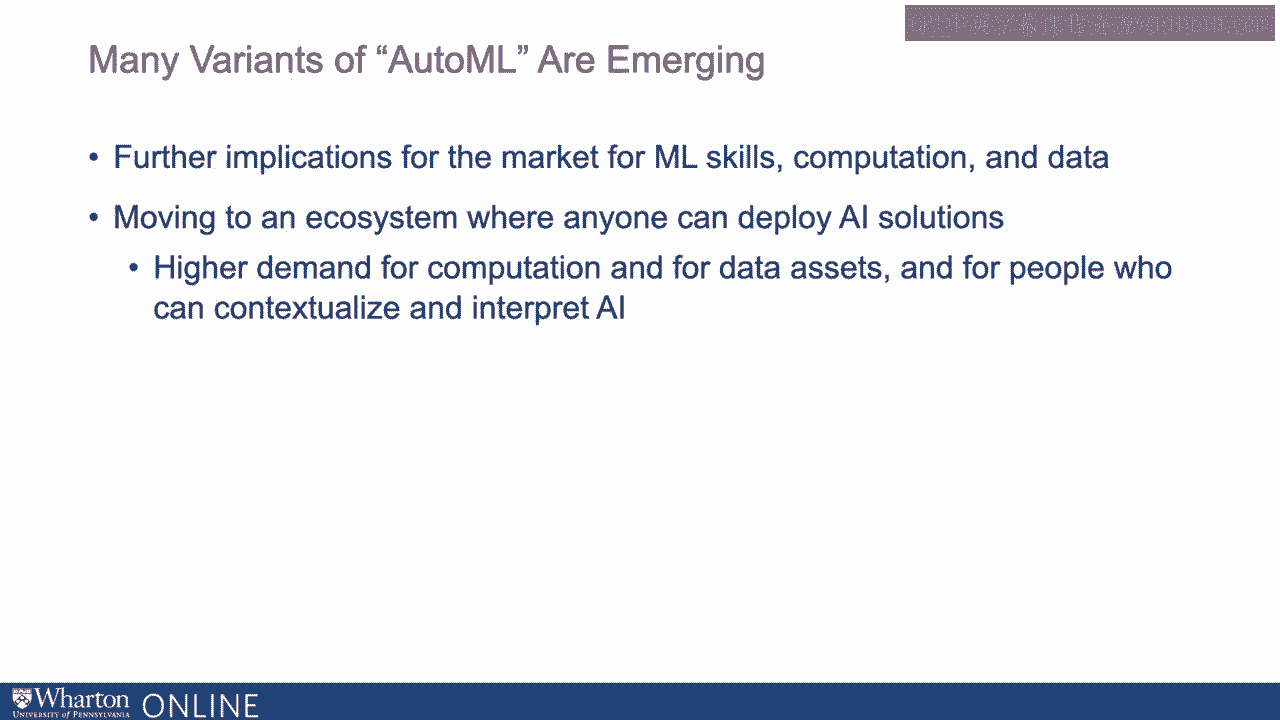 Many Variants of “AutoML” Are Emerging
• Further implications for the market for ML skills, computation, and data
• Moving to an ecosystem where anyone can deploy AI solutions
• Higher demand for computation and for data assets, and for people who
can contextualize and interpret AI
Wharton ONLINE
UNIVERSITY of PENNSYLVANIA